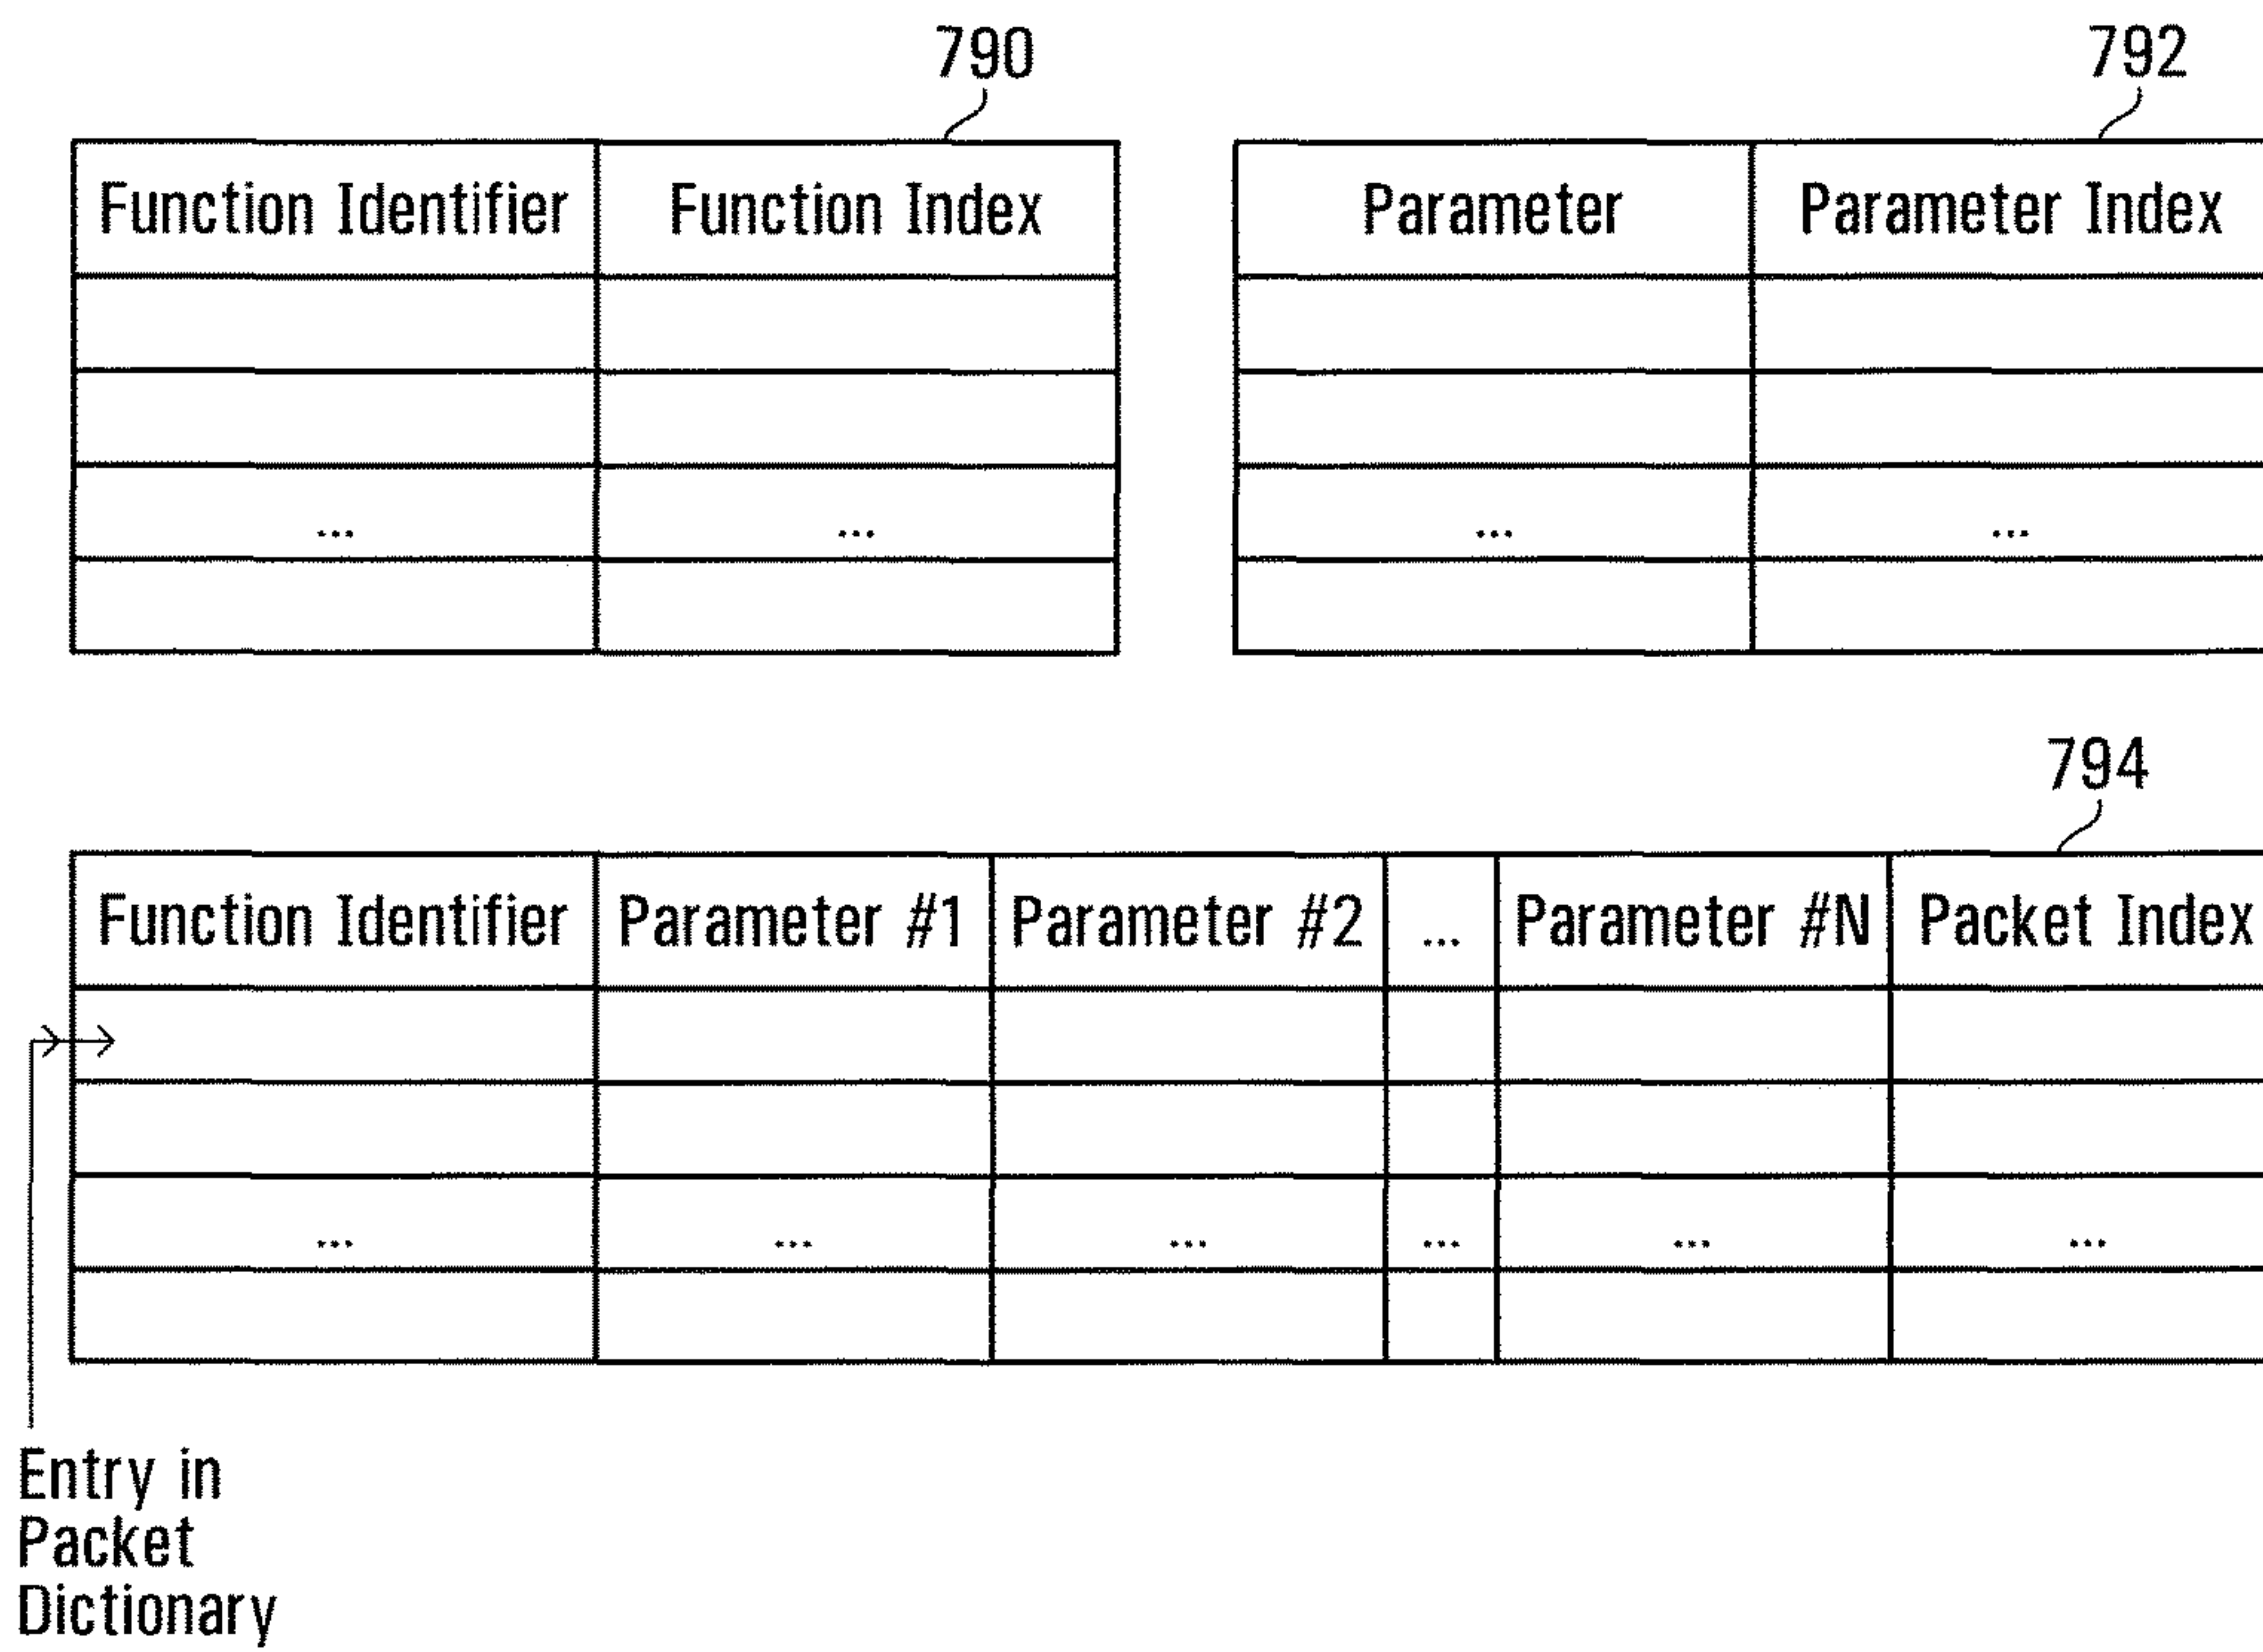 790 792
Function Identifier Function Index Parameter Parameter Index
... ... ... ...
794
Function Identifier Parameter #1 Parameter #2 ... Parameter #N Packet Index
... ... ... ... ... ...
Entry in
Packet
Dictionary